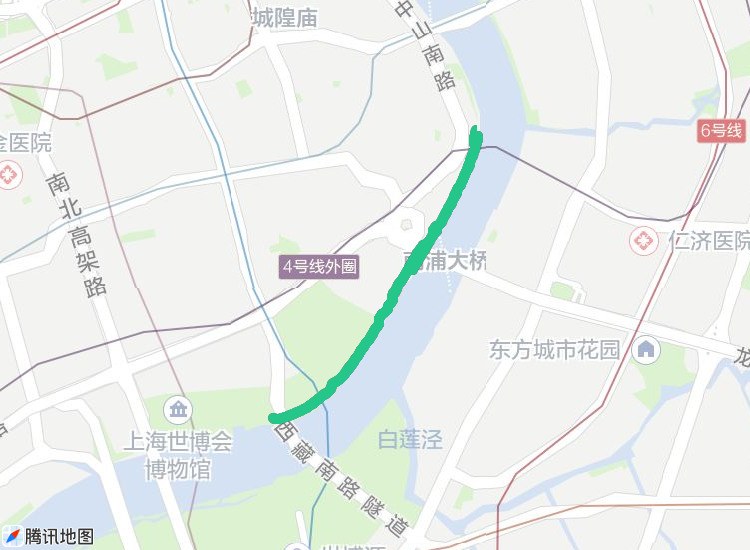 城隍庙
中山南路
6号线
金医院
南北高架路
仁济医院
南浦大桥
4号线外圈
东方城市花园
龙
上海世博会
博物馆
白莲泾
西藏南路隧道
腾讯地图